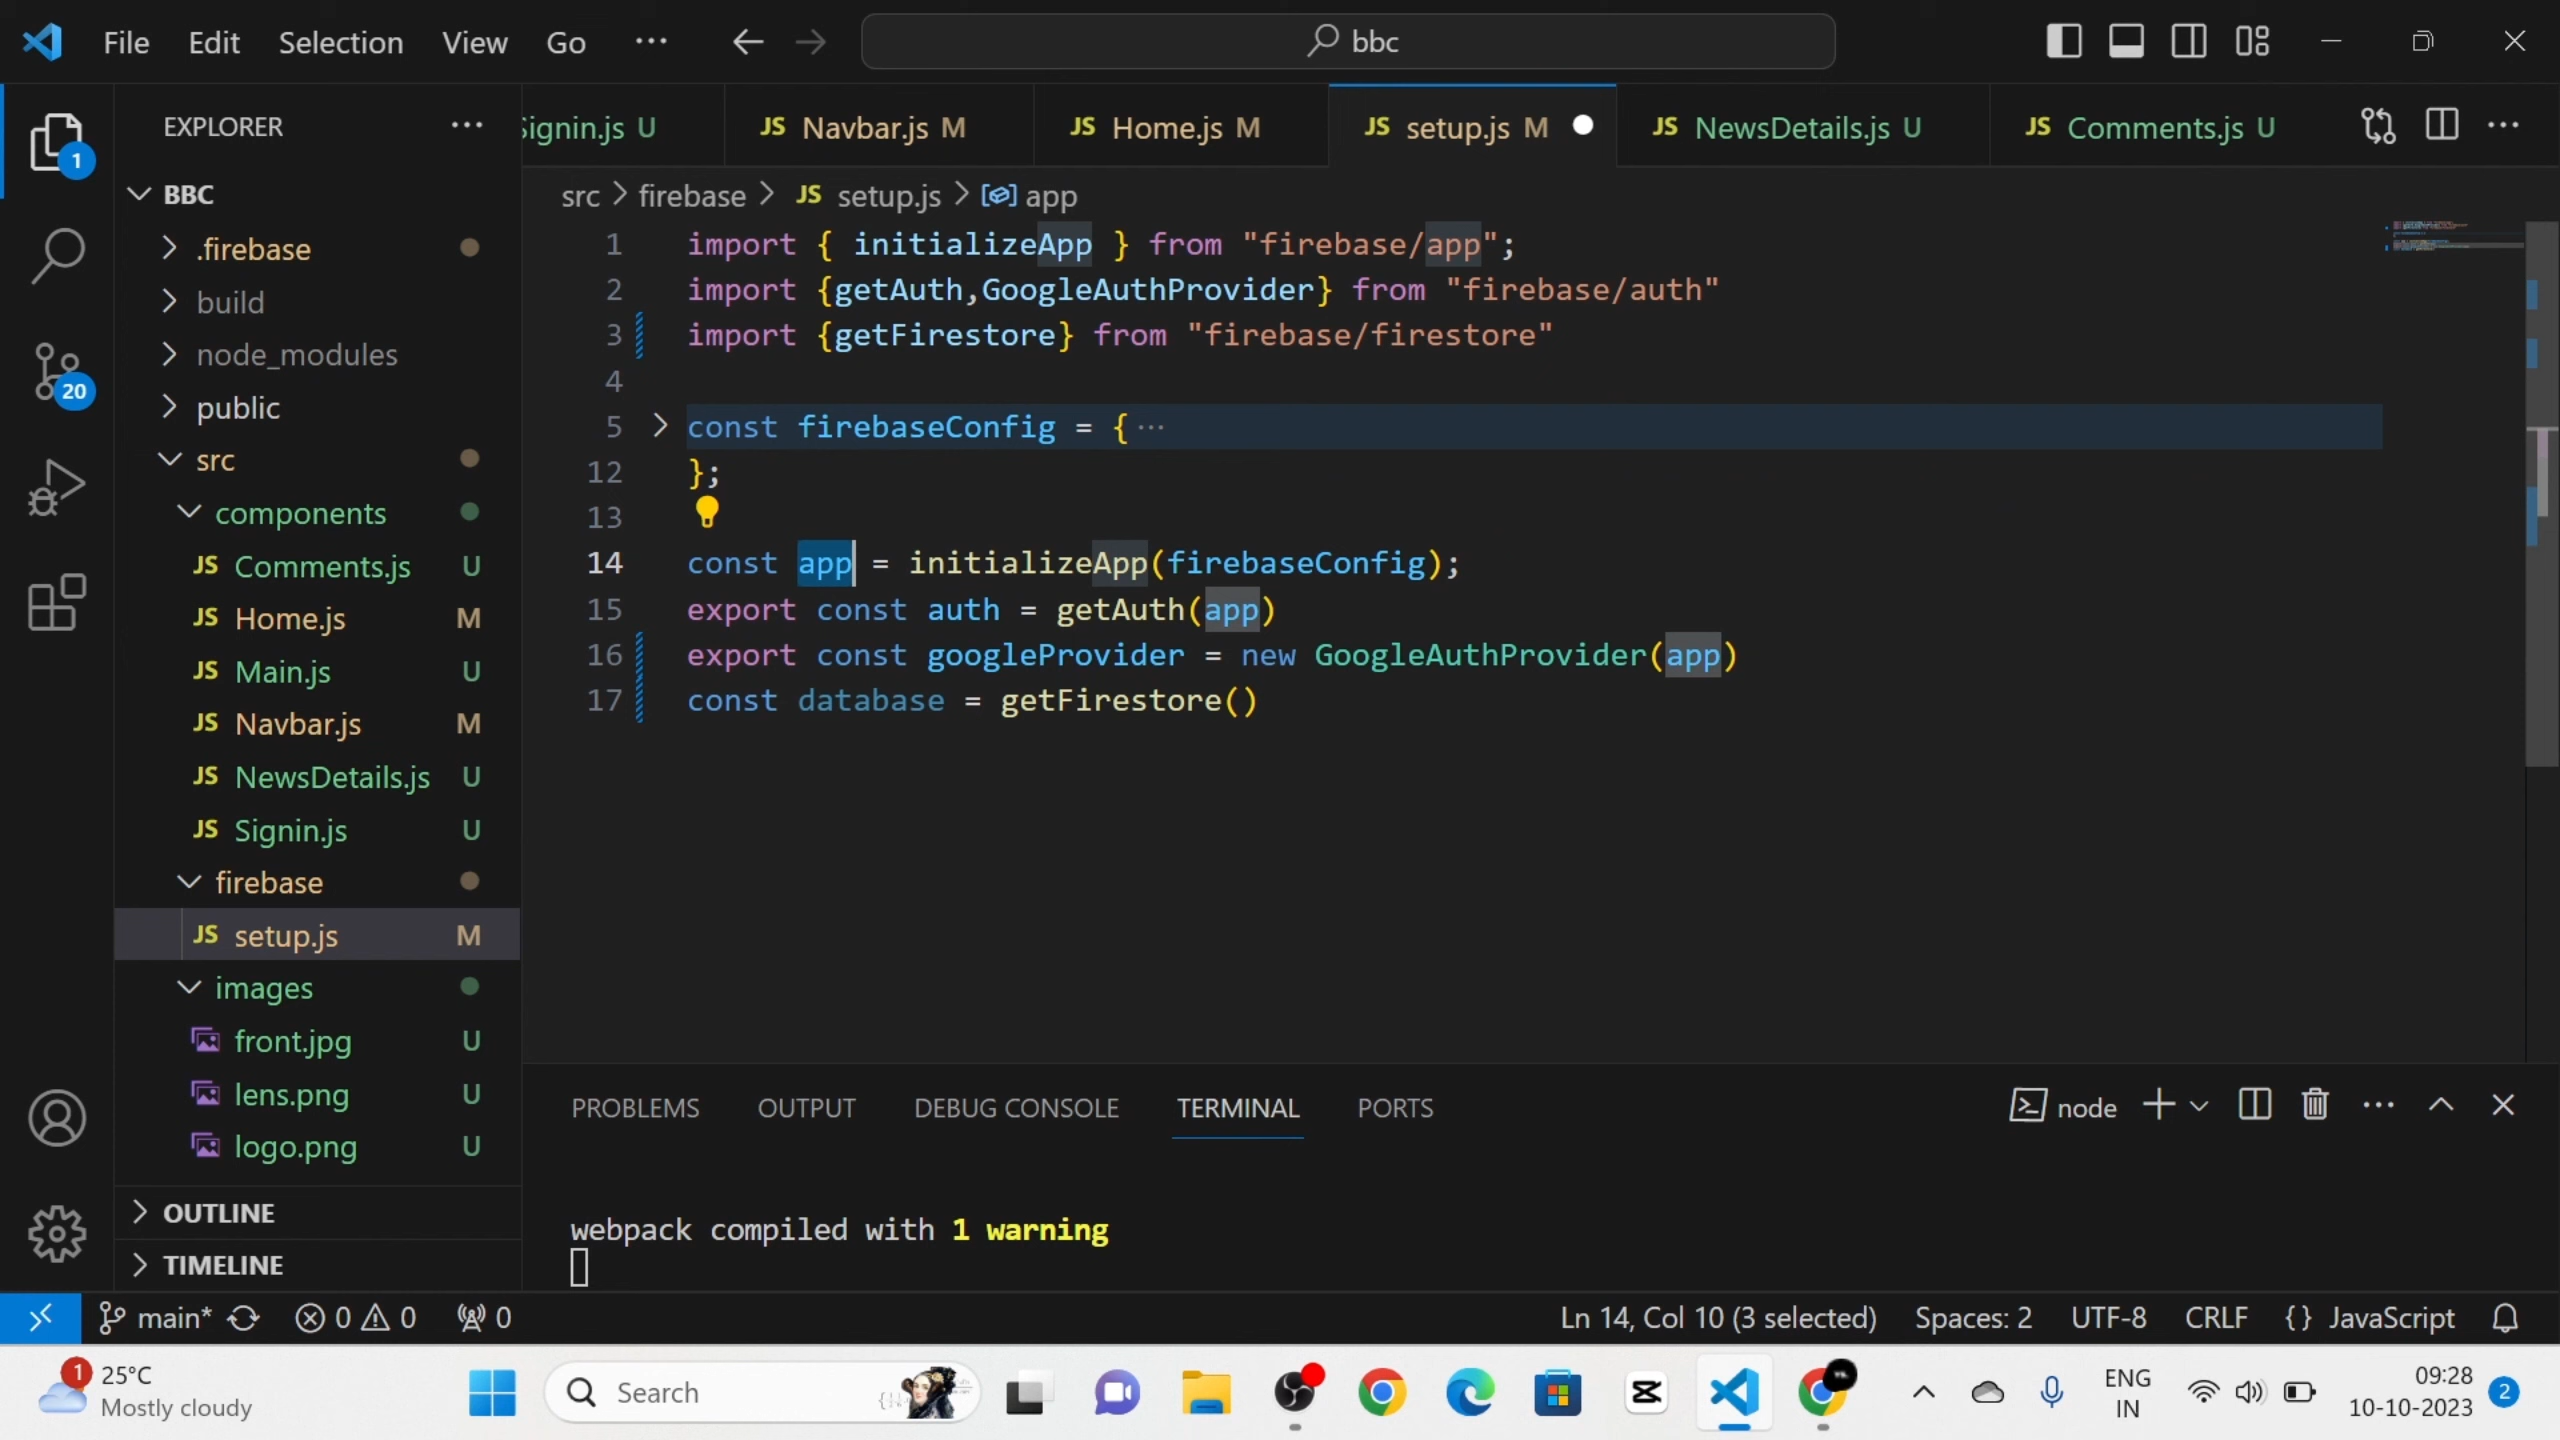 File Edit Selection View Go ··· bbc
EXPLORER ···
BBC
.firebase
build
node_modules
public
src
components
JS Comments.js U
JS Home.js M
JS Main.js U
JS Navbar.js M
JS NewsDetails.js U
JS Signin.js U
firebase
JS setup.js M
images
front.jpg U
lens.png U
logo.png U
OUTLINE
TIMELINE
1
20
Signin.js U JS Navbar.js M JS Home.js M JS setup.js M JS NewsDetails.js U JS Comments.js U
src > firebase > JS setup.js > app
1 import { initializeApp } from "firebase/app";
2 import {getAuth,GoogleAuthProvider} from "firebase/auth"
3 import {getFirestore} from "firebase/firestore"
4
5 const firebaseConfig = { ···
12 };
13
14 const app = initializeApp(firebaseConfig);
15 export const auth = getAuth(app)
16 export const googleProvider = new GoogleAuthProvider(app)
17 const database = getFirestore()
PROBLEMS OUTPUT DEBUG CONSOLE TERMINAL PORTS node
webpack compiled with 1 warning
main* 0 0 0 Ln 14, Col 10 (3 selected) Spaces: 2 UTF-8 CRLF {} JavaScript
1 25°C
Mostly cloudy
Search
ENG
IN
09:28
10-10-2023
2